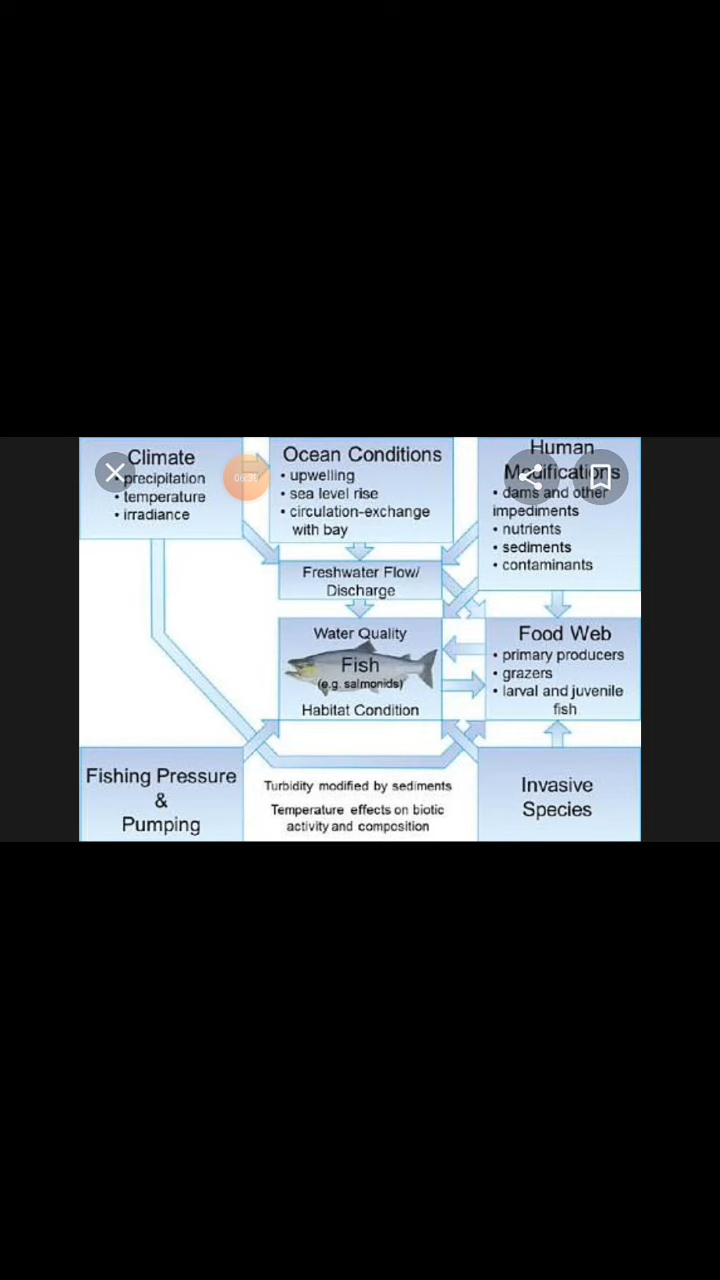 Climate
• precipitation
• temperature
• irradiance
Ocean Conditions
• upwelling
• sea level rise
• circulation-exchange
with bay
Human
Modifications
• dams and other
impediments
• nutrients
• sediments
• contaminants
Freshwater Flow/
Discharge
Water Quality
Fish
(e.g. salmonids)
Habitat Condition
Food Web
• primary producers
• grazers
• larval and juvenile
fish
Fishing Pressure
&
Pumping
Turbidity modified by sediments
Temperature effects on biotic
activity and composition
Invasive
Species